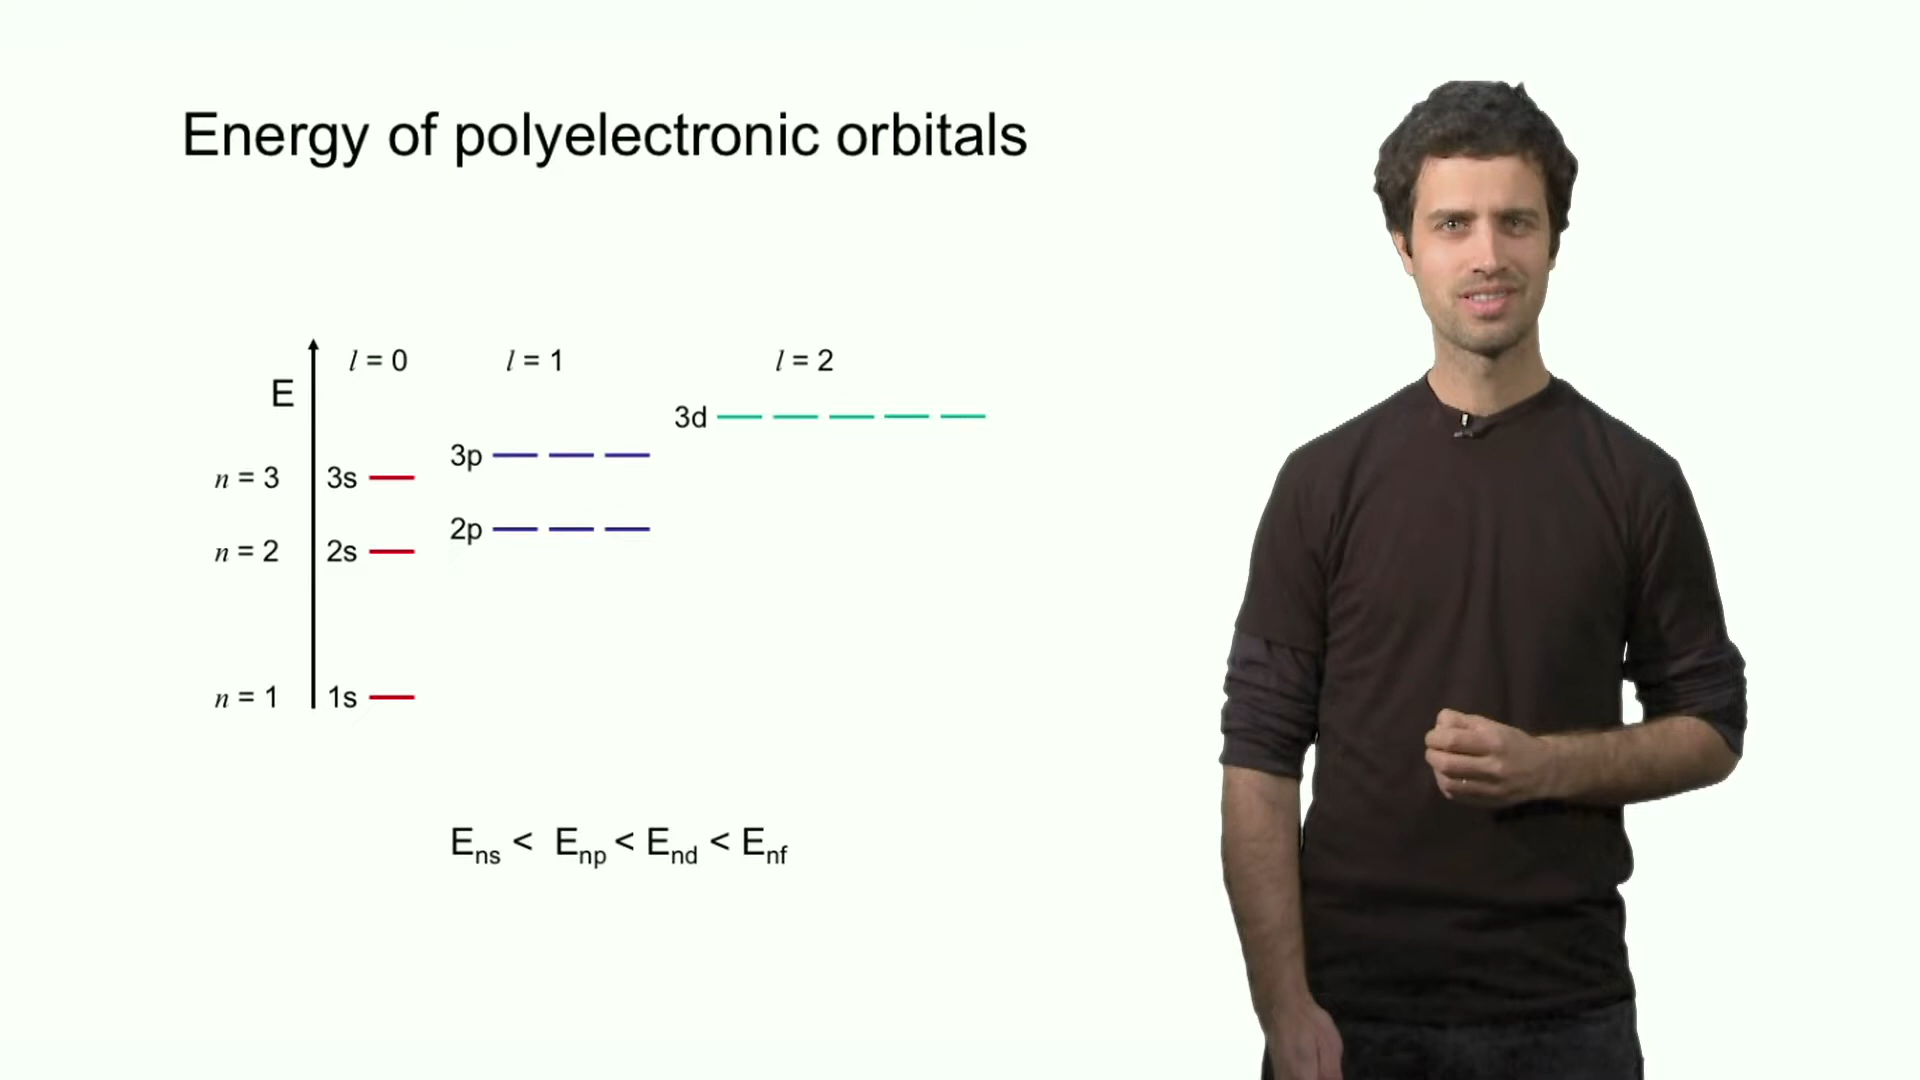 Energy of polyelectronic orbitals
E
l = 0 l = 1 l = 2
3d
3p
n = 3 3s
2p
n = 2 2s
n = 1 1s
Ens < Enp < End < Enf